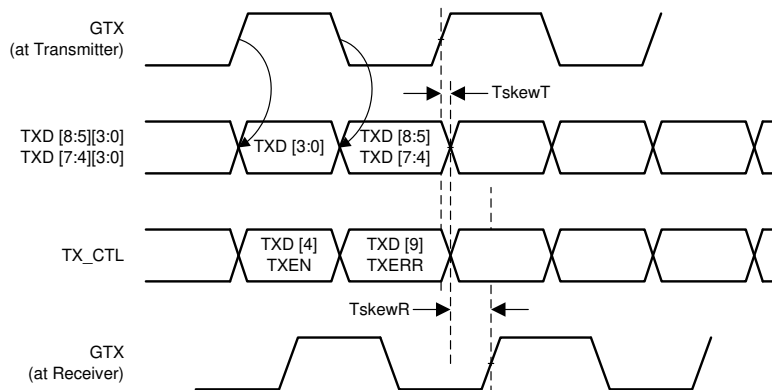 GTX
(at Transmitter)
TskewT
TXD [8:5][3:0]
TXD [7:4][3:0]
TXD [3:0]
TXD [8:5]
TXD [7:4]
TX_CTL
TXD [4]
TXEN
TXD [9]
TXERR
TskewR
GTX
(at Receiver)